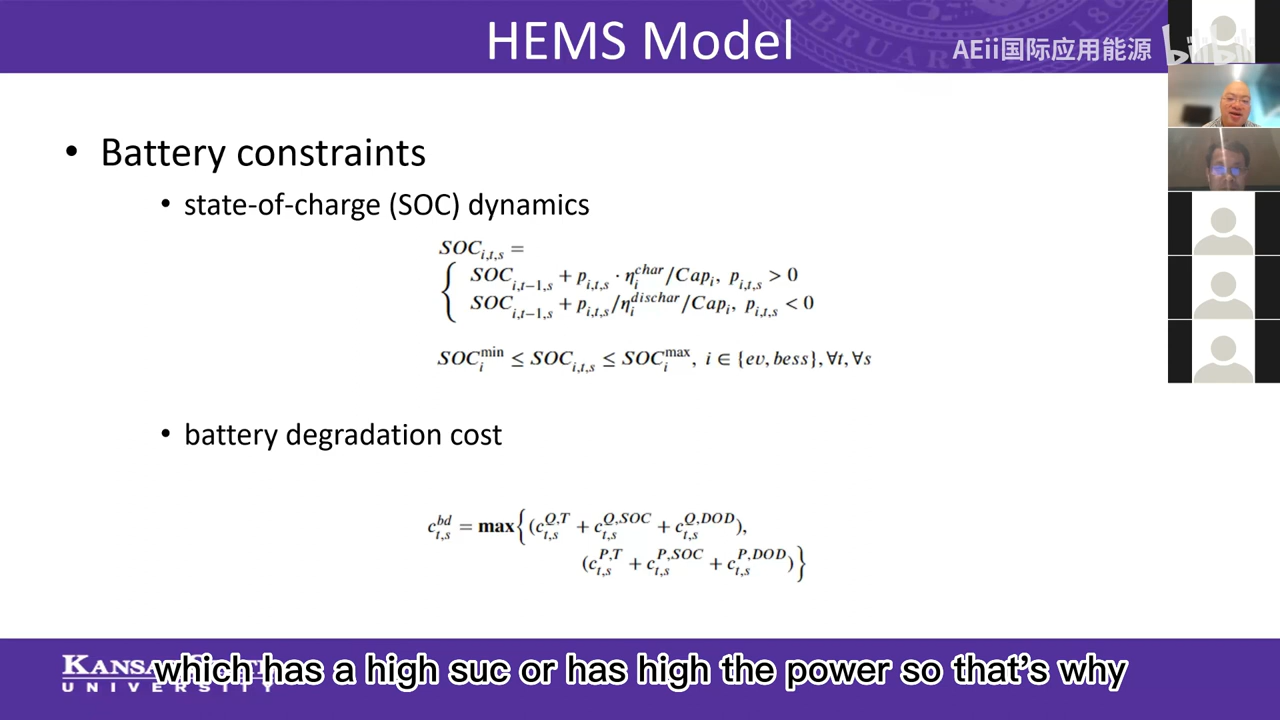 HEMS Model
AEii国际应用能源
bilibili
• Battery constraints
• state-of-charge (SOC) dynamics
SOC_{i,t,s} =
{ SOC_{i,t−1,s} + p_{i,t,s} · η_i^{char}/Cap_i, p_{i,t,s} > 0
SOC_{i,t−1,s} + p_{i,t,s}/η_i^{dischar}/Cap_i, p_{i,t,s} < 0
SOC_i^{min} ≤ SOC_{i,t,s} ≤ SOC_i^{max}, i ∈ {ev, bess}, ∀t, ∀s
• battery degradation cost
c_{t,s}^{bd} = max{(c_{t,s}^{Q,T} + c_{t,s}^{Q,SOC} + c_{t,s}^{Q,DOD}),
(c_{t,s}^{P,T} + c_{t,s}^{P,SOC} + c_{t,s}^{P,DOD})}
which has a high suc or has high the power so that's why
UNIVERSITY